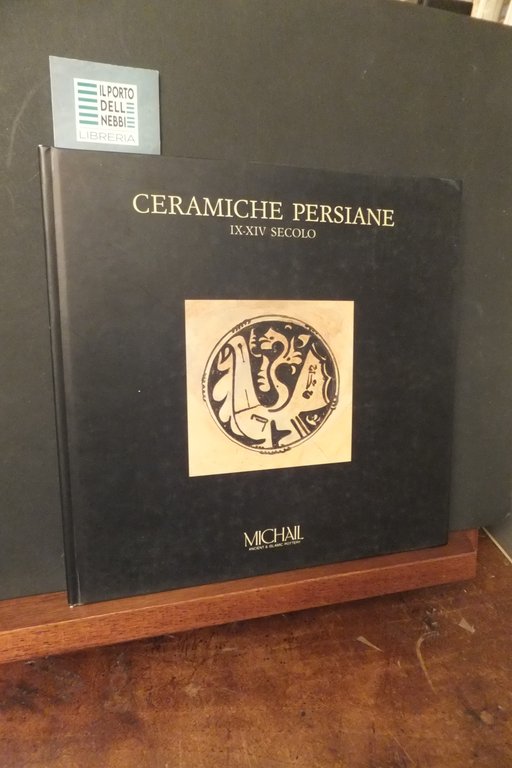 IL PORTO
DELLE
NEBBIE
LIBRERIA
CERAMICHE PERSIANE
IX-XIV SECOLO
MICHAIL
ANCIENT & ISLAMIC POTTERY